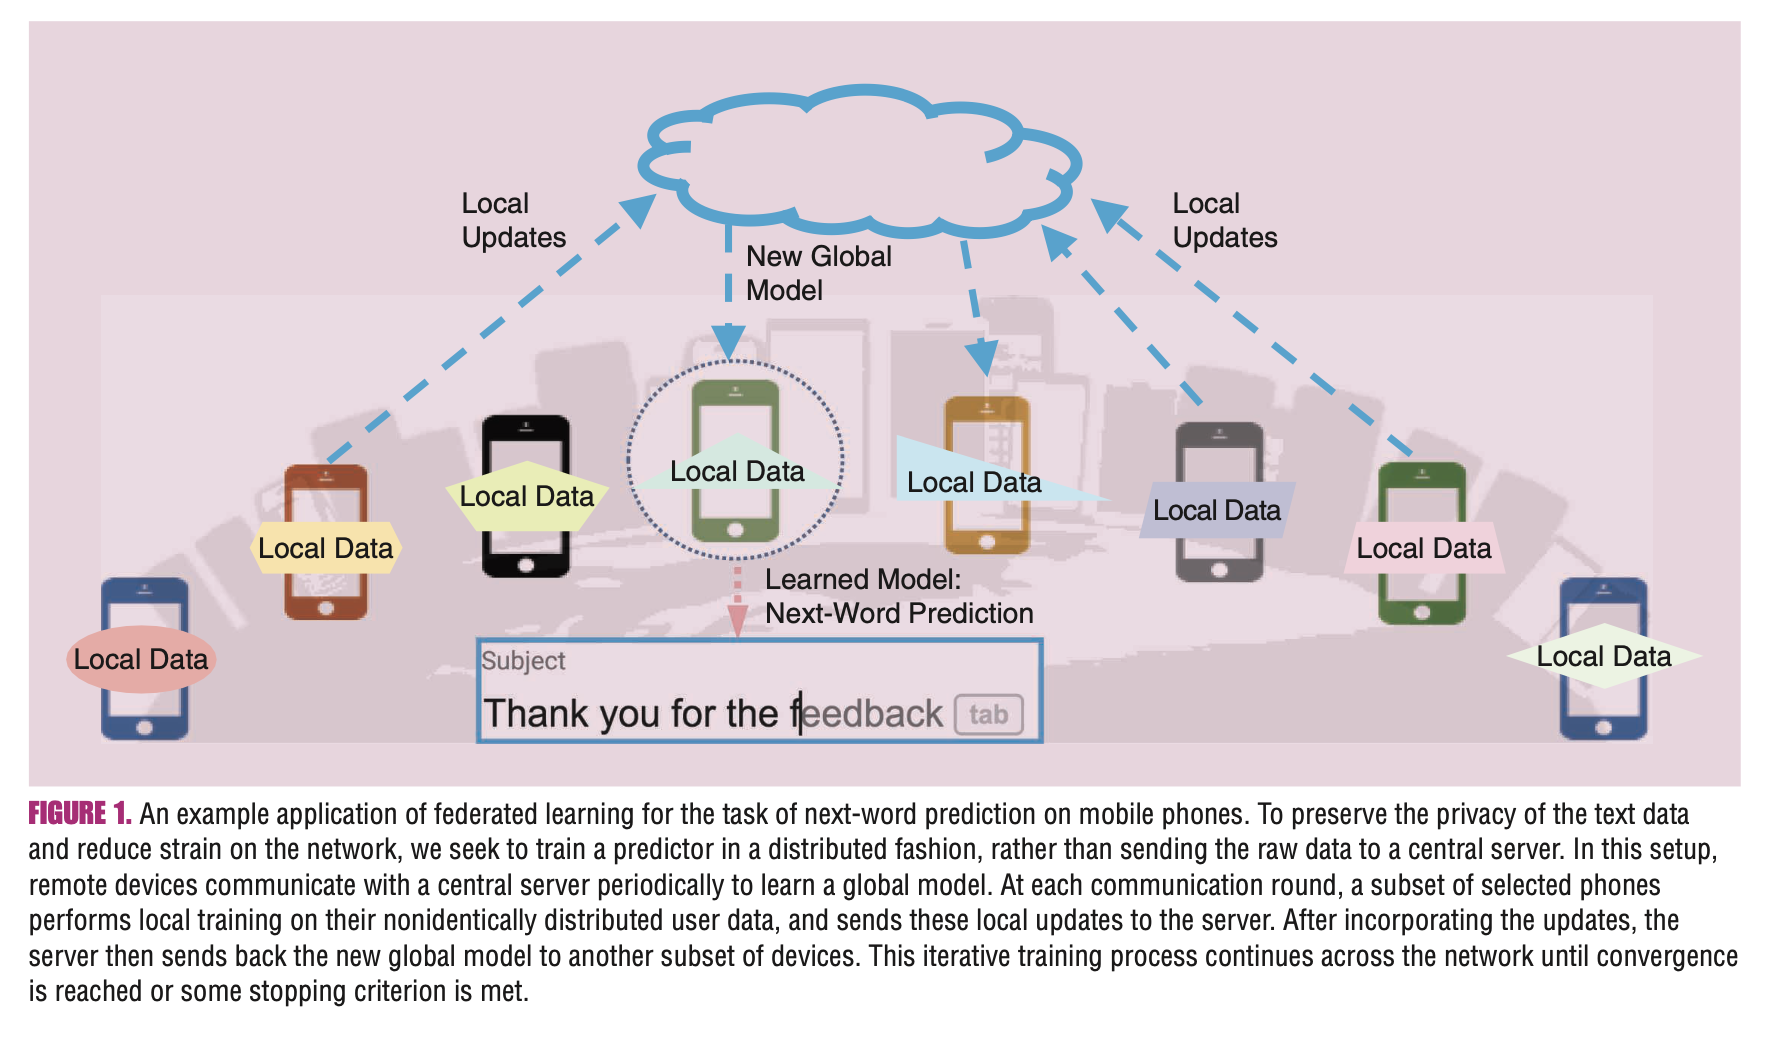 Local
Updates
Local
Updates
New Global
Model
Local Data
Local Data
Local Data
Local Data
Local Data
Local Data
Local Data
Local Data
Learned Model:
Next-Word Prediction
Subject
Thank you for the feedback tab
FIGURE 1. An example application of federated learning for the task of next-word prediction on mobile phones. To preserve the privacy of the text data
and reduce strain on the network, we seek to train a predictor in a distributed fashion, rather than sending the raw data to a central server. In this setup,
remote devices communicate with a central server periodically to learn a global model. At each communication round, a subset of selected phones
performs local training on their nonidentically distributed user data, and sends these local updates to the server. After incorporating the updates, the
server then sends back the new global model to another subset of devices. This iterative training process continues across the network until convergence
is reached or some stopping criterion is met.